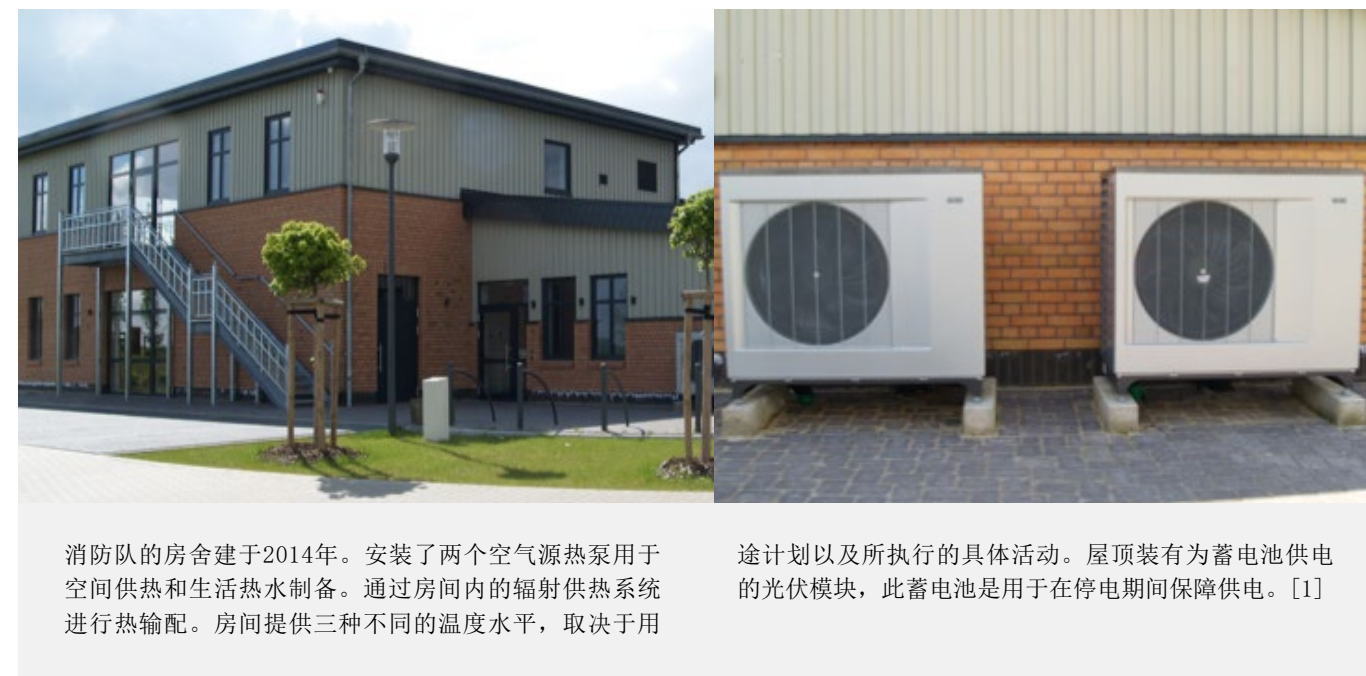 消防队的房舍建于2014年。安装了两个空气源热泵用于
空间供热和生活热水制备。通过房间内的辐射供热系统
进行热输配。房间提供三种不同的温度水平，取决于用
途计划以及所执行的具体活动。屋顶装有为蓄电池供电
的光伏模块，此蓄电池是用于在停电期间保障供电。[1]